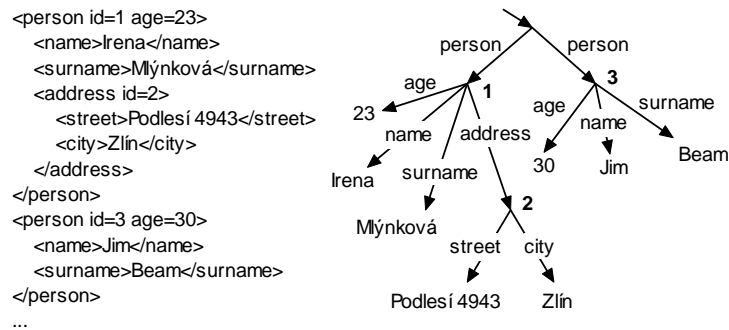 <person id=1 age=23>
<name>Irena</name>
<surname>Mlýnková</surname>
<address id=2>
<street>Podlesí 4943</street>
<city>Zlín</city>
</address>
</person>
<person id=3 age=30>
<name>Jim</name>
<surname>Beam</surname>
</person>
...
person person
age 1 3
23 name address age name surname
Irena surname 30 Jim Beam
Mlýnková 2
street city
Podlesí 4943 Zlín